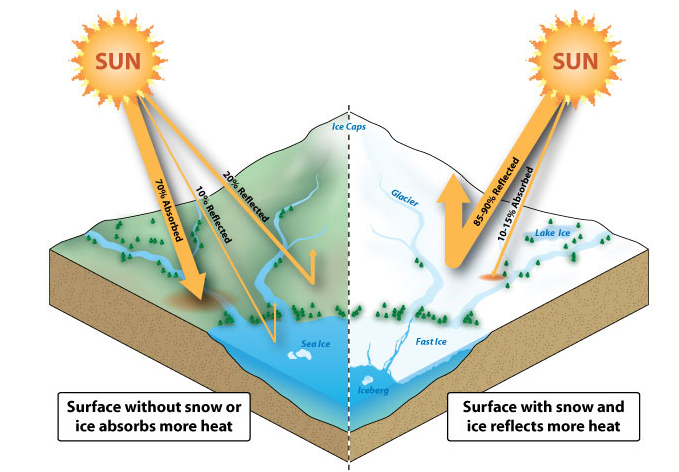 SUN
SUN
Ice Caps
70% Absorbed
10% Reflected
20% Reflected
Glacier
85-90% Reflected
10-15% Absorbed
Lake Ice
Sea Ice
Fast Ice
Iceberg
Surface without snow or
ice absorbs more heat
Surface with snow and
ice reflects more heat